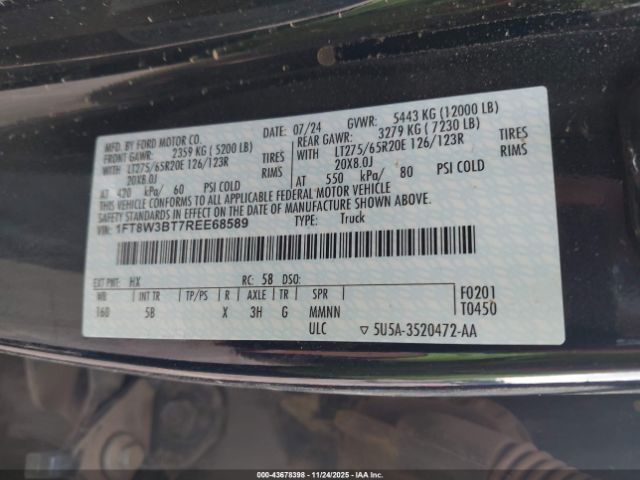 MFD. BY FORD MOTOR CO.
DATE: 07/24 GVWR: 5443 KG (12000 LB)
FRONT GAWR: 2359 KG ( 5200 LB)
REAR GAWR: 3279 KG ( 7230 LB)
WITH LT275/65R20E 126/123R TIRES
WITH LT275/65R20E 126/123R TIRES
20X8.0J RIMS
20X8.0J RIMS
AT 420 kPa/ 60 PSI COLD
AT 550 kPa/ 80 PSI COLD
THIS VEHICLE CONFORMS TO ALL APPLICABLE FEDERAL MOTOR VEHICLE
SAFETY STANDARDS IN EFFECT ON THE DATE OF MANUFACTURE SHOWN ABOVE.
VIN: 1FT8W3BT7REE68589 TYPE: Truck
EXT PNT: HX RC: 58 DSO:
WB INT TR TP/PS R AXLE TR SPR F0201
160 5B X 3H G MMNN T0450
ULC ▽ 5U5A-3520472-AA
000-43678398 - 11/24/2025 - IAA, Inc.